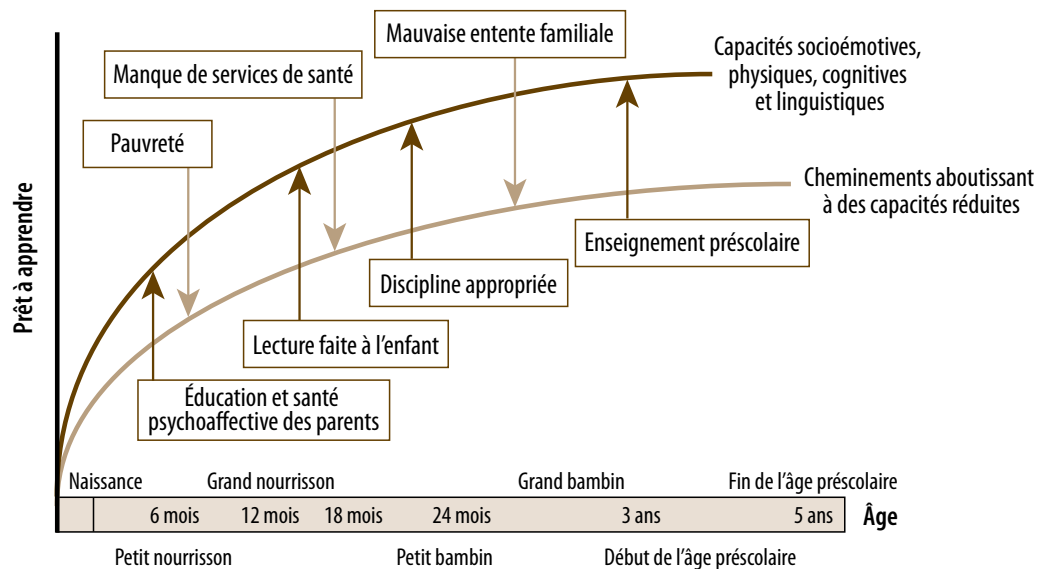 Mauvaise entente familiale
Capacités socioémotives,
physiques, cognitives
et linguistiques
Manque de services de santé
Pauvreté
Cheminements aboutissant
à des capacités réduites
Prêt à apprendre
Enseignement préscolaire
Discipline appropriée
Lecture faite à l'enfant
Éducation et santé
psychoaffective des parents
Naissance Grand nourrisson Grand bambin Fin de l'âge préscolaire
6 mois 12 mois 18 mois 24 mois 3 ans 5 ans Âge
Petit nourrisson Petit bambin Début de l'âge préscolaire